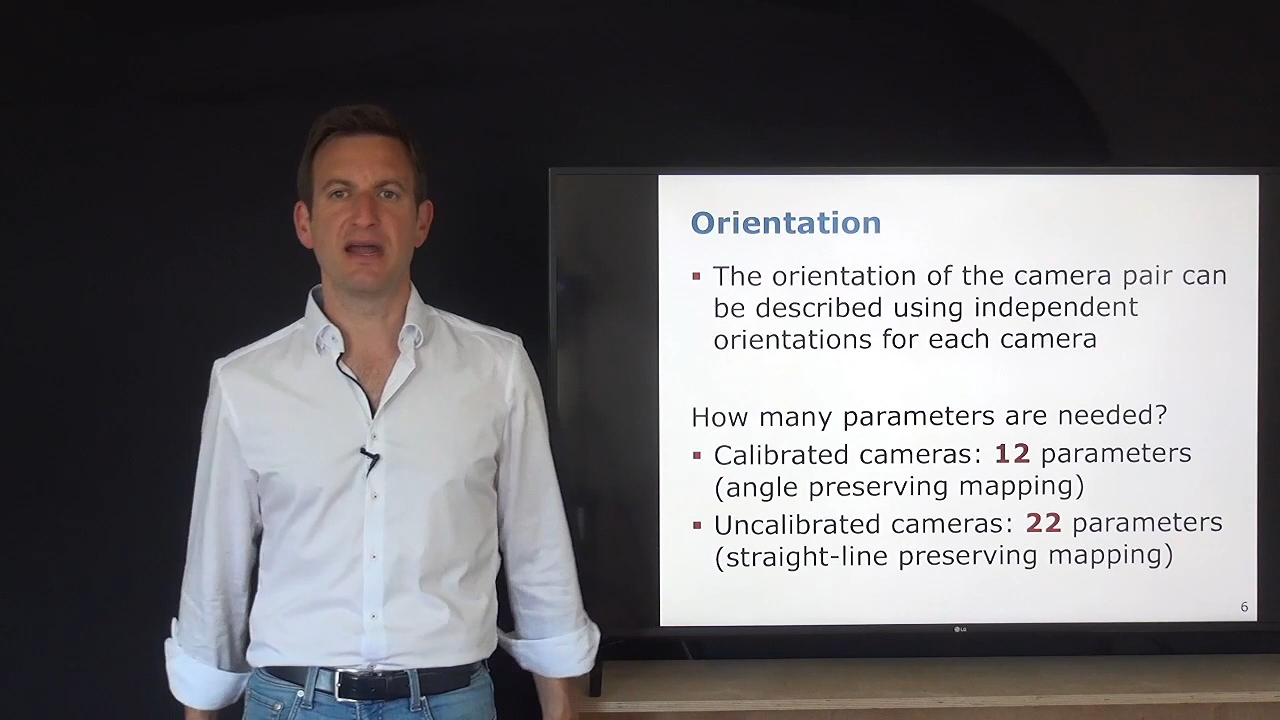 Orientation
▪ The orientation of the camera pair can
be described using independent
orientations for each camera
How many parameters are needed?
▪ Calibrated cameras: 12 parameters
(angle preserving mapping)
▪ Uncalibrated cameras: 22 parameters
(straight-line preserving mapping)
6
LG